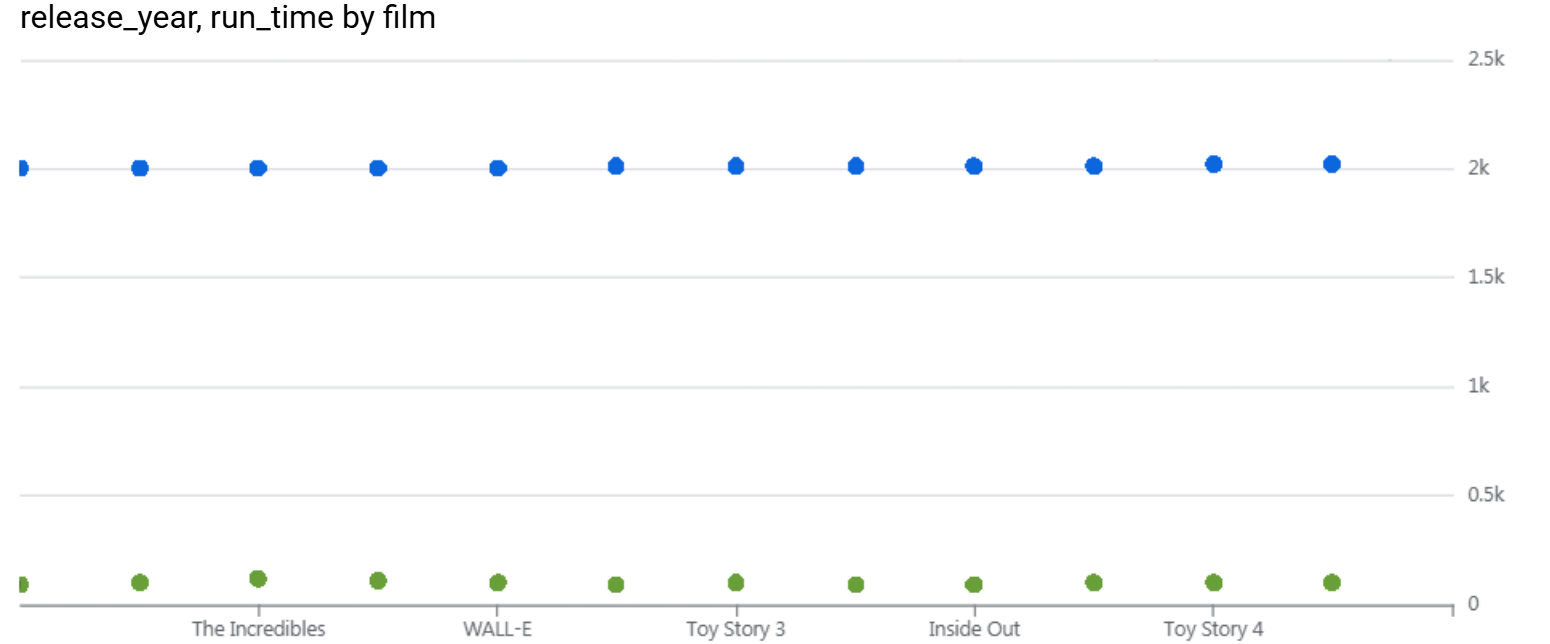 release_year, run_time by film
2.5k
2k
1.5k
1k
0.5k
0
The Incredibles WALL-E Toy Story 3 Inside Out Toy Story 4